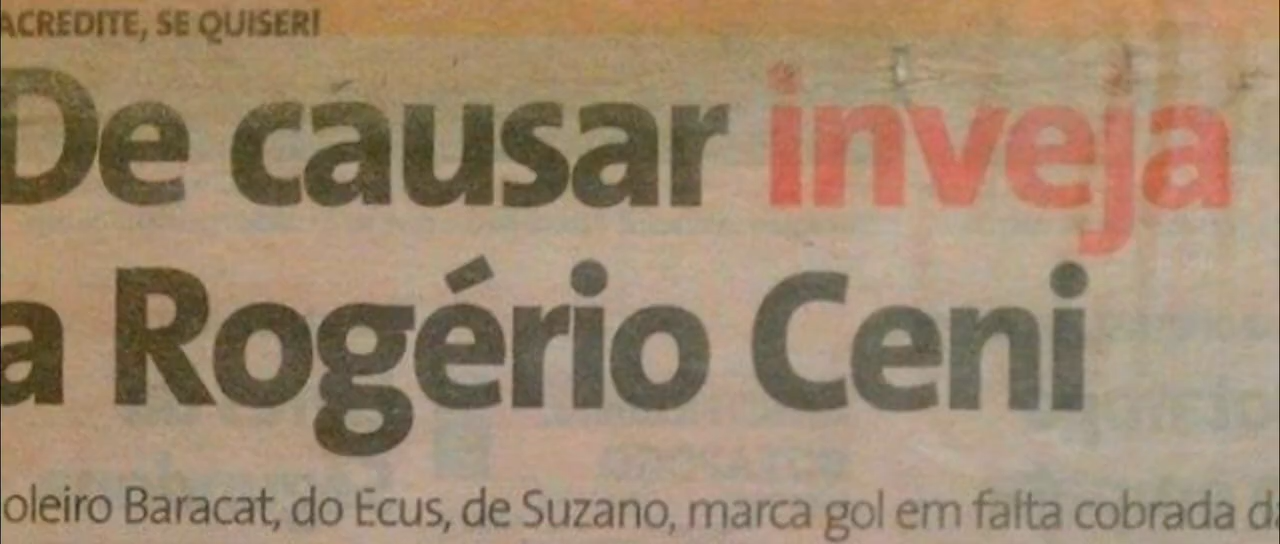 ACREDITE, SE QUISER!
De causar inveja
a Rogério Ceni
oleiro Baracat, do Ecus, de Suzano, marca gol em falta cobrada d